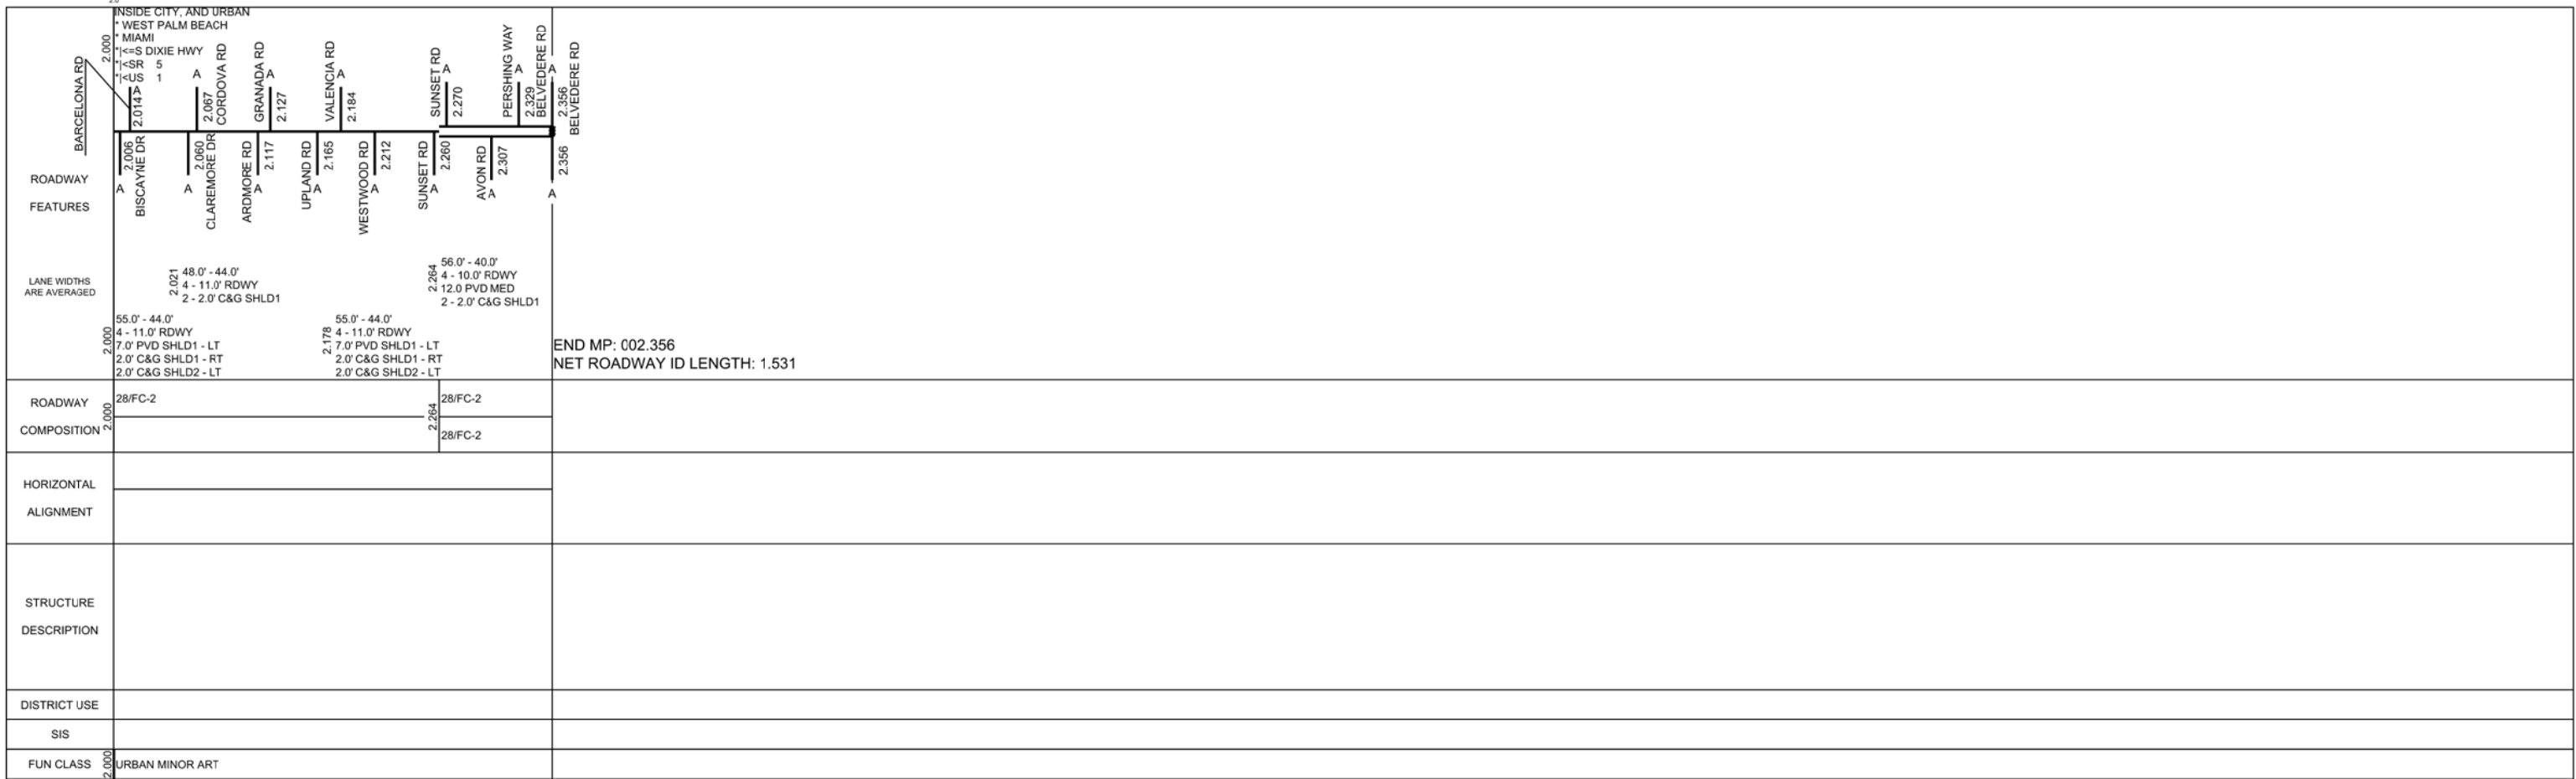 2.0
INSIDE CITY, AND URBAN
* WEST PALM BEACH
* MIAMI
*|<=S DIXIE HWY
*|<SR 5
*|<US 1
2.000
BARCELONA RD
A
2.014
A
2.067
CORDOVA RD
GRANADA RD
A
2.127
VALENCIA RD
A
2.184
SUNSET RD
A
2.270
PERSHING WAY
A
2.329
BELVEDERE RD
A
2.356
BELVEDERE RD
A
2.006
BISCAYNE DR
A
2.060
CLAREMORE DR
ARDMORE RD
A
2.117
UPLAND RD
A
2.165
WESTWOOD RD
A
2.212
SUNSET RD
A
2.260
AVON RD
A
2.307
A
2.356
ROADWAY
FEATURES
LANE WIDTHS
ARE AVERAGED
2.021
48.0' - 44.0'
4 - 11.0' RDWY
2 - 2.0' C&G SHLD1
2.264
56.0' - 40.0'
4 - 10.0' RDWY
12.0 PVD MED
2 - 2.0' C&G SHLD1
2.000
55.0' - 44.0'
4 - 11.0' RDWY
7.0' PVD SHLD1 - LT
2.0' C&G SHLD1 - RT
2.0' C&G SHLD2 - LT
2.178
55.0' - 44.0'
4 - 11.0' RDWY
7.0' PVD SHLD1 - LT
2.0' C&G SHLD1 - RT
2.0' C&G SHLD2 - LT
END MP: 002.356
NET ROADWAY ID LENGTH: 1.531
ROADWAY
COMPOSITION
2.000
28/FC-2
2.264
28/FC-2
28/FC-2
HORIZONTAL
ALIGNMENT
STRUCTURE
DESCRIPTION
DISTRICT USE
SIS
FUN CLASS
2.000
URBAN MINOR ART